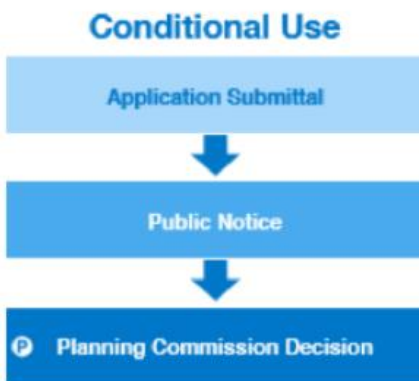 Conditional Use
Application Submittal
Public Notice
P Planning Commission Decision